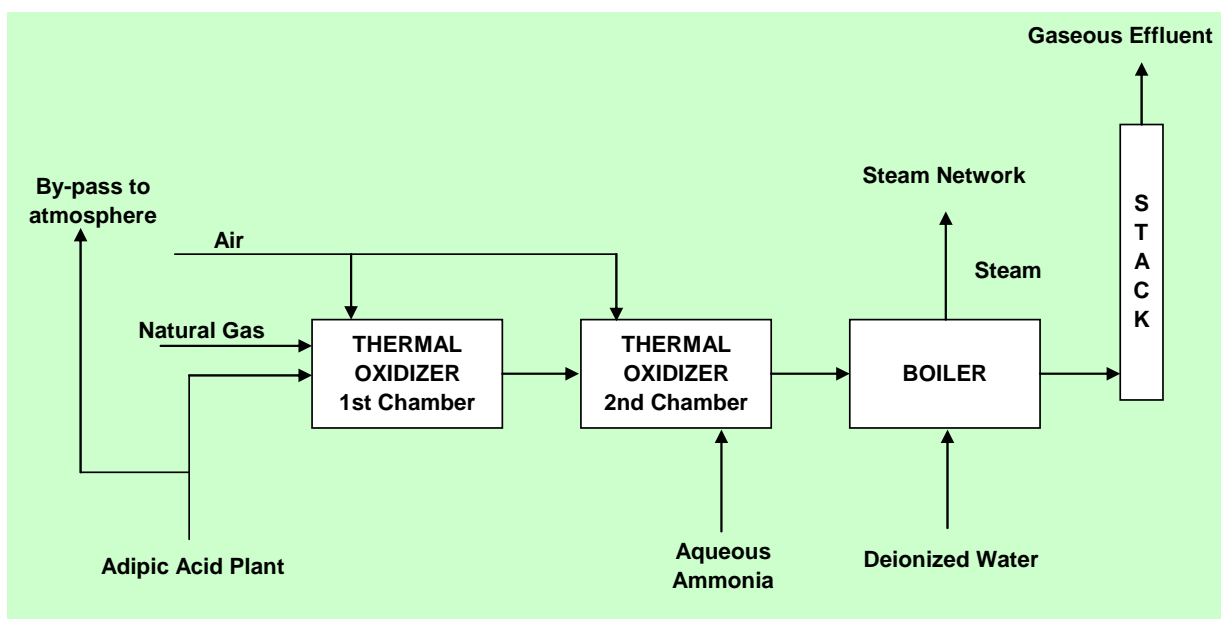 Gaseous Effluent
By-pass to
atmosphere
Air
Natural Gas
Steam Network
Steam
S
T
A
C
K
THERMAL
OXIDIZER
1st Chamber
THERMAL
OXIDIZER
2nd Chamber
BOILER
Adipic Acid Plant
Aqueous
Ammonia
Deionized Water